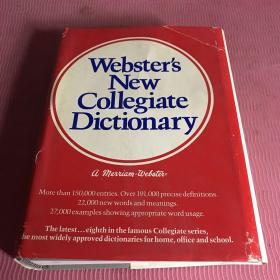 Webster's
New
Collegiate
Dictionary
A Merriam-Webster
More than 150,000 entries. Over 191,000 precise definitions.
22,000 new words and meanings.
27,000 examples showing appropriate word usage.
The latest...eighth in the famous Collegiate series,
the most widely approved dictionaries for home, office and school.